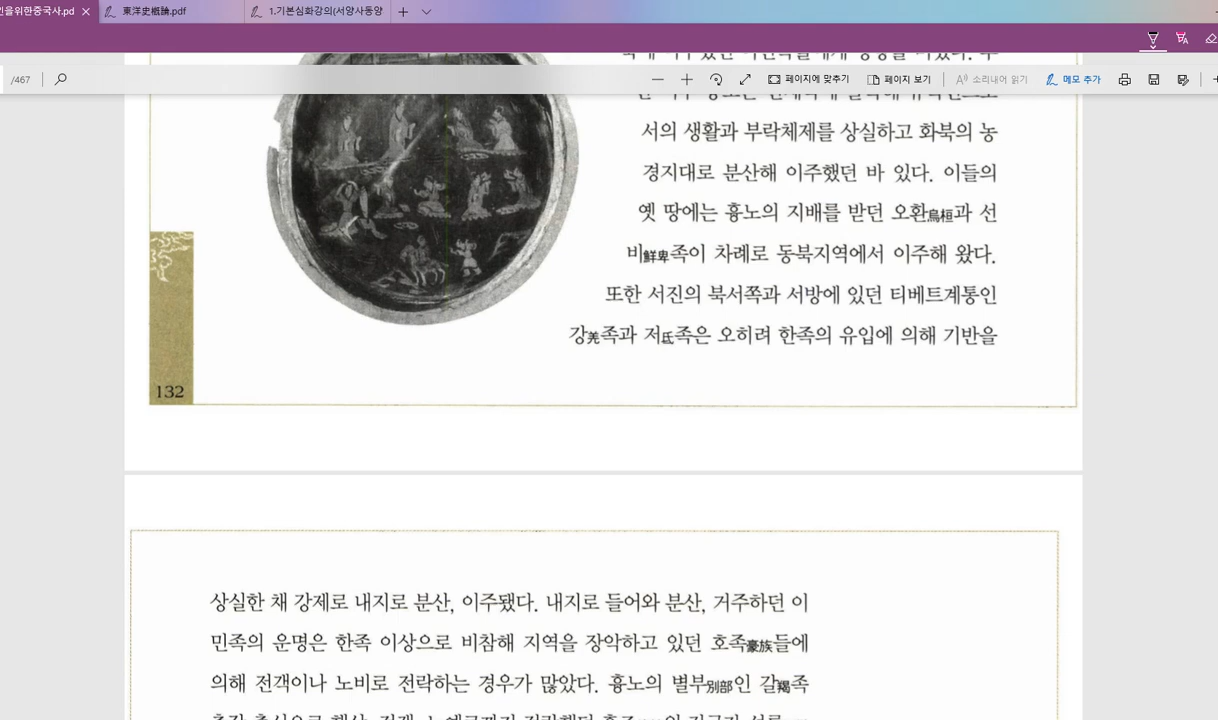 인을위한중국사.pd
東洋史槪論.pdf
1.기본심화강의(서양사동양
/467
페이지에 맞추기
페이지 보기
소리내어 읽기
메모 추가
서의 생활과 부락체제를 상실하고 화북의 농
경지대로 분산해 이주했던 바 있다. 이들의
옛 땅에는 흉노의 지배를 받던 오환烏桓과 선
비鮮卑족이 차례로 동북지역에서 이주해 왔다.
또한 서진의 북서쪽과 서방에 있던 티베트계통인
강羌족과 저氐족은 오히려 한족의 유입에 의해 기반을
132
상실한 채 강제로 내지로 분산, 이주됐다. 내지로 들어와 분산, 거주하던 이
민족의 운명은 한족 이상으로 비참해 지역을 장악하고 있던 호족豪族들에
의해 전객이나 노비로 전락하는 경우가 많았다. 흉노의 별부別部인 갈羯족